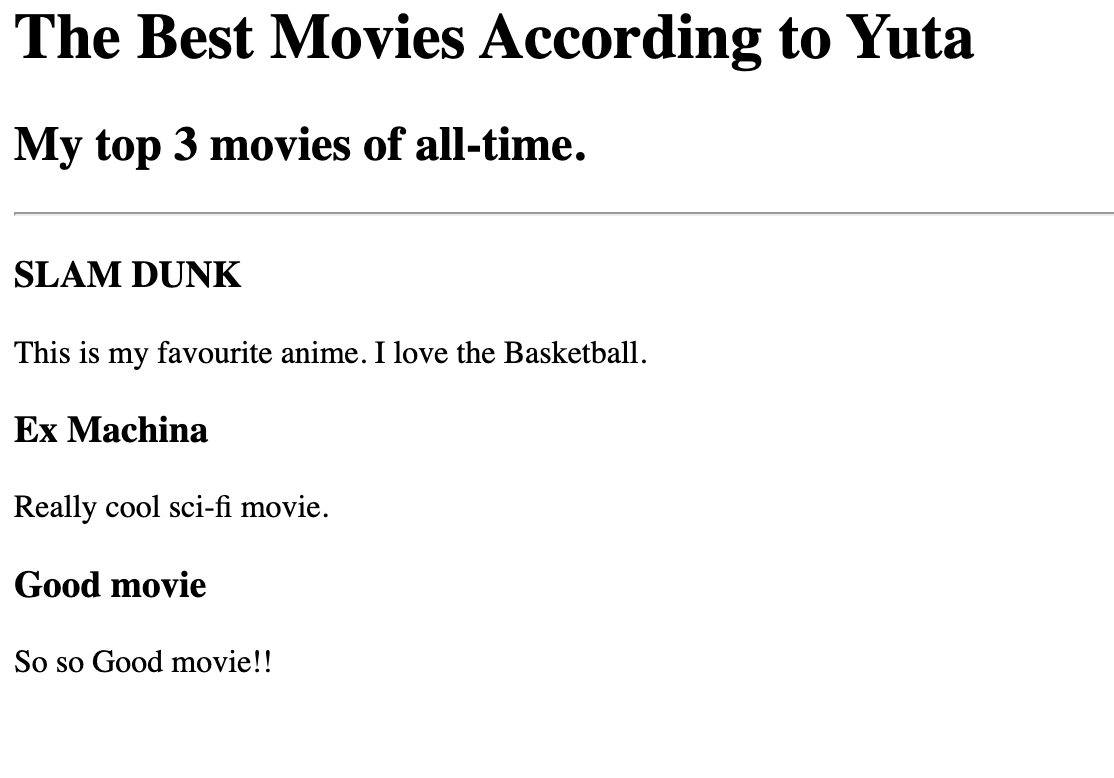 The Best Movies According to Yuta
My top 3 movies of all-time.
SLAM DUNK
This is my favourite anime. I love the Basketball.
Ex Machina
Really cool sci-fi movie.
Good movie
So so Good movie!!